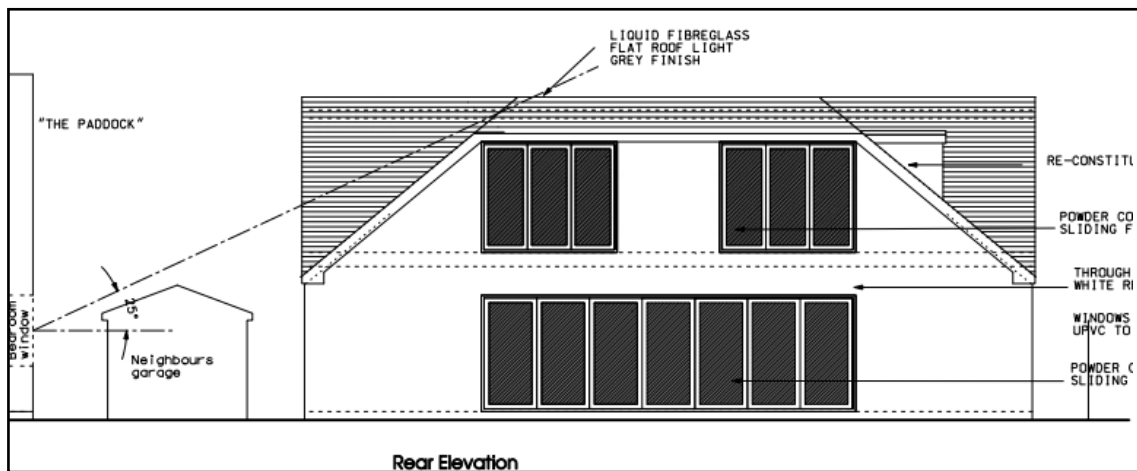 LIQUID FIBREGLASS
FLAT ROOF LIGHT
GREY FINISH
"THE PADDOCK"
RE-CONSTITU
POWDER CO
SLIDING F
THROUGH
WHITE RE
25°
Bedroom
window
WINDOWS
UPVC TO
Neighbours
garage
POWDER C
SLIDING
Rear Elevation